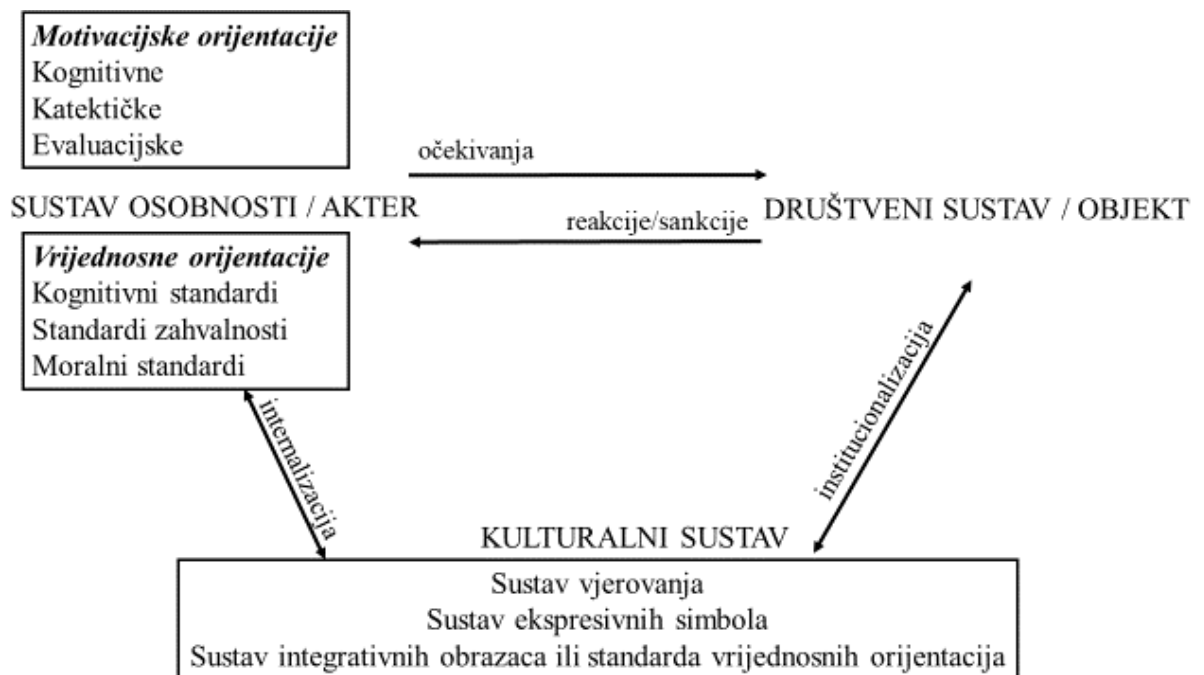 Motivacijske orijentacije
Kognitivne
Katektičke
Evaluacijske
očekivanja
SUSTAV OSOBNOSTI / AKTER
DRUŠTVENI SUSTAV / OBJEKT
reakcije/sankcije
Vrijednosne orijentacije
Kognitivni standardi
Standardi zahvalnosti
Moralni standardi
internalizacija
institucionalizacija
KULTURALNI SUSTAV
Sustav vjerovanja
Sustav ekspresivnih simbola
Sustav integrativnih obrazaca ili standarda vrijednosnih orijentacija